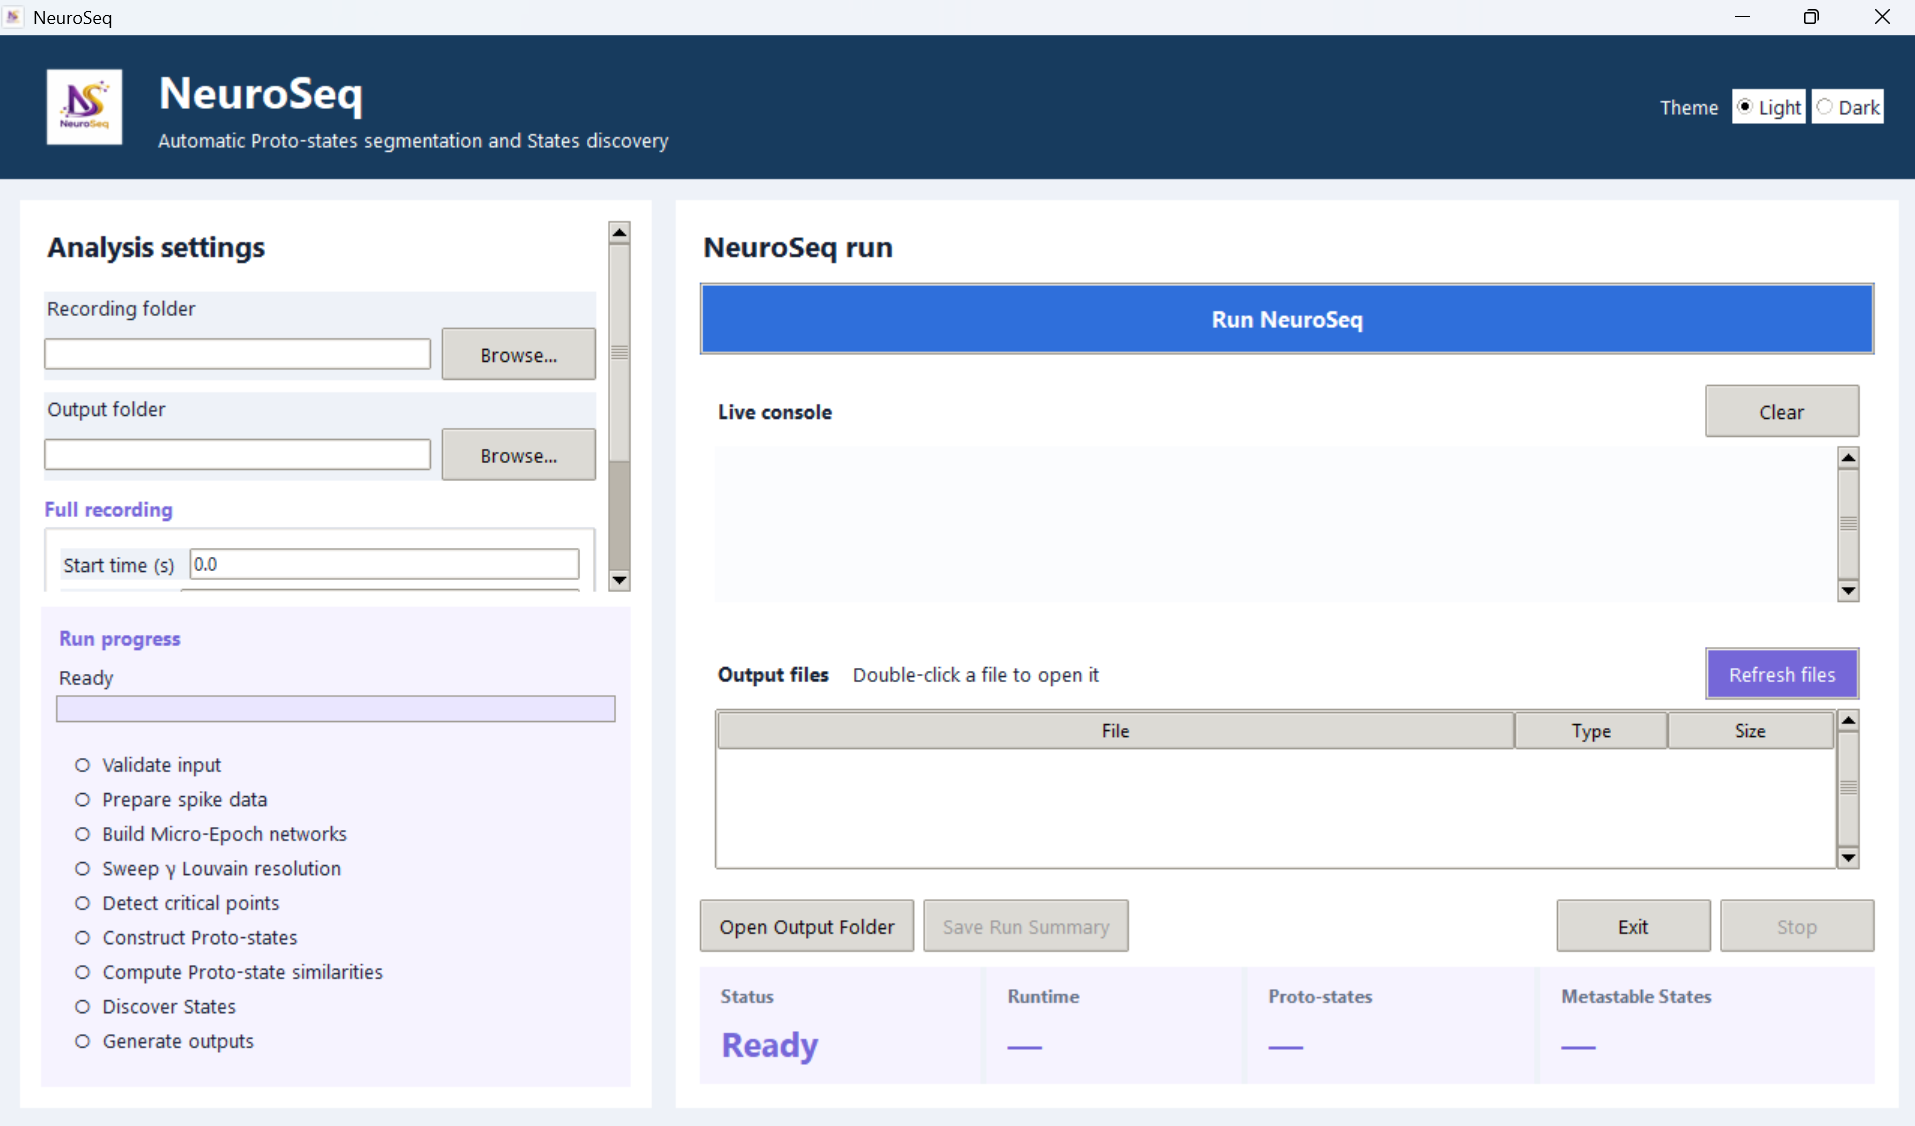 NeuroSeq
NeuroSeq
NeuroSeq
Automatic Proto-states segmentation and States discovery
Theme Light Dark
Analysis settings
Recording folder
Browse...
Output folder
Browse...
Full recording
Start time (s) 0.0
Run progress
Ready
Validate input
Prepare spike data
Build Micro-Epoch networks
Sweep γ Louvain resolution
Detect critical points
Construct Proto-states
Compute Proto-state similarities
Discover States
Generate outputs
NeuroSeq run
Run NeuroSeq
Live console
Clear
Output files Double-click a file to open it
Refresh files
File Type Size
Open Output Folder Save Run Summary Exit Stop
Status Runtime Proto-states Metastable States
Ready — — —